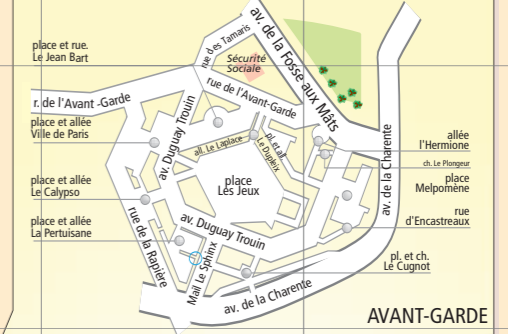 place et rue.
Le Jean Bart
r. de l'Avant -Garde
place et allée
Ville de Paris
place et allée
Le Calypso
place et allée
La Pertuisane
rue des Tamaris
Sécurité
Sociale
av. de la Fosse aux Mâts
rue de l'Avant-Garde
av. Duguay Trouin
all. Le Laplace
pl. et all.
Le Dupleix
place
Les Jeux
av. Duguay Trouin
rue de la Rapière
Mail Le Sphinx
av. de la Charente
av. de la Charente
allée
l'Hermione
ch. Le Plongeur
place
Melpomène
rue
d'Encastreaux
pl. et ch.
Le Cugnot
AVANT-GARDE